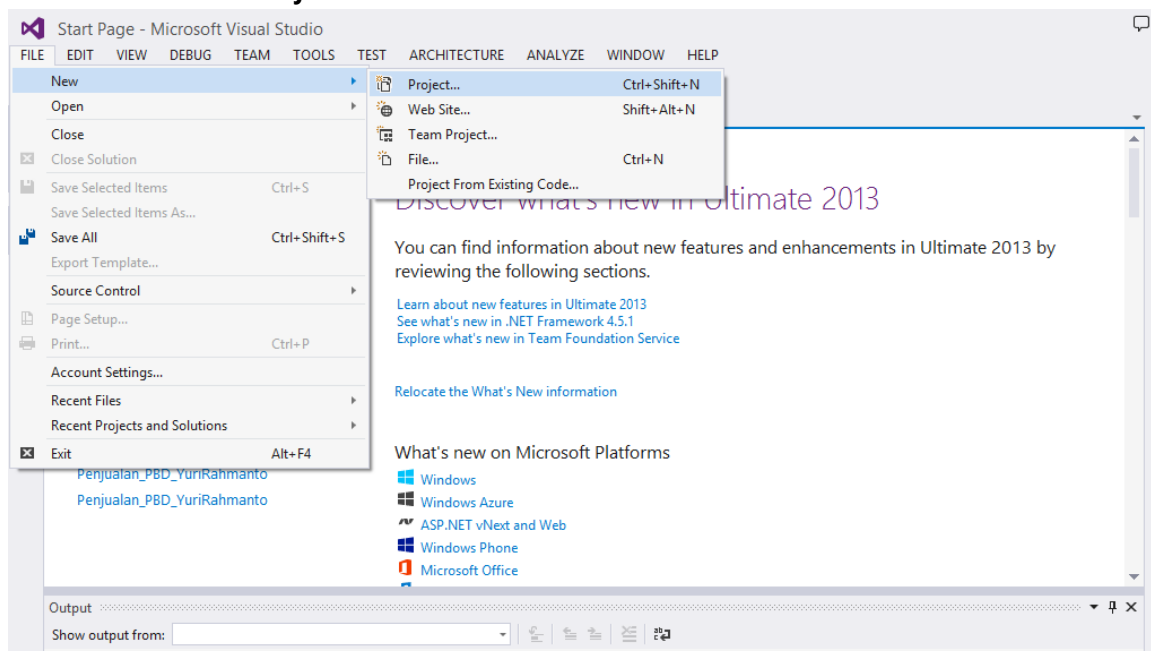 Start Page - Microsoft Visual Studio
FILE EDIT VIEW DEBUG TEAM TOOLS TEST ARCHITECTURE ANALYZE WINDOW HELP
New
Open
Close
Close Solution
Save Selected Items Ctrl+S
Save Selected Items As...
Save All Ctrl+Shift+S
Export Template...
Source Control
Page Setup...
Print... Ctrl+P
Account Settings...
Recent Files
Recent Projects and Solutions
Exit Alt+F4
Project... Ctrl+Shift+N
Web Site... Shift+Alt+N
Team Project...
File... Ctrl+N
Project From Existing Code...
Penjualan_PBD_YuriRahmanto
Penjualan_PBD_YuriRahmanto
Discover what's new in Ultimate 2013
You can find information about new features and enhancements in Ultimate 2013 by
reviewing the following sections.
Learn about new features in Ultimate 2013
See what's new in .NET Framework 4.5.1
Explore what's new in Team Foundation Service
Relocate the What's New information
What's new on Microsoft Platforms
Windows
Windows Azure
ASP.NET vNext and Web
Windows Phone
Microsoft Office
Output
Show output from: